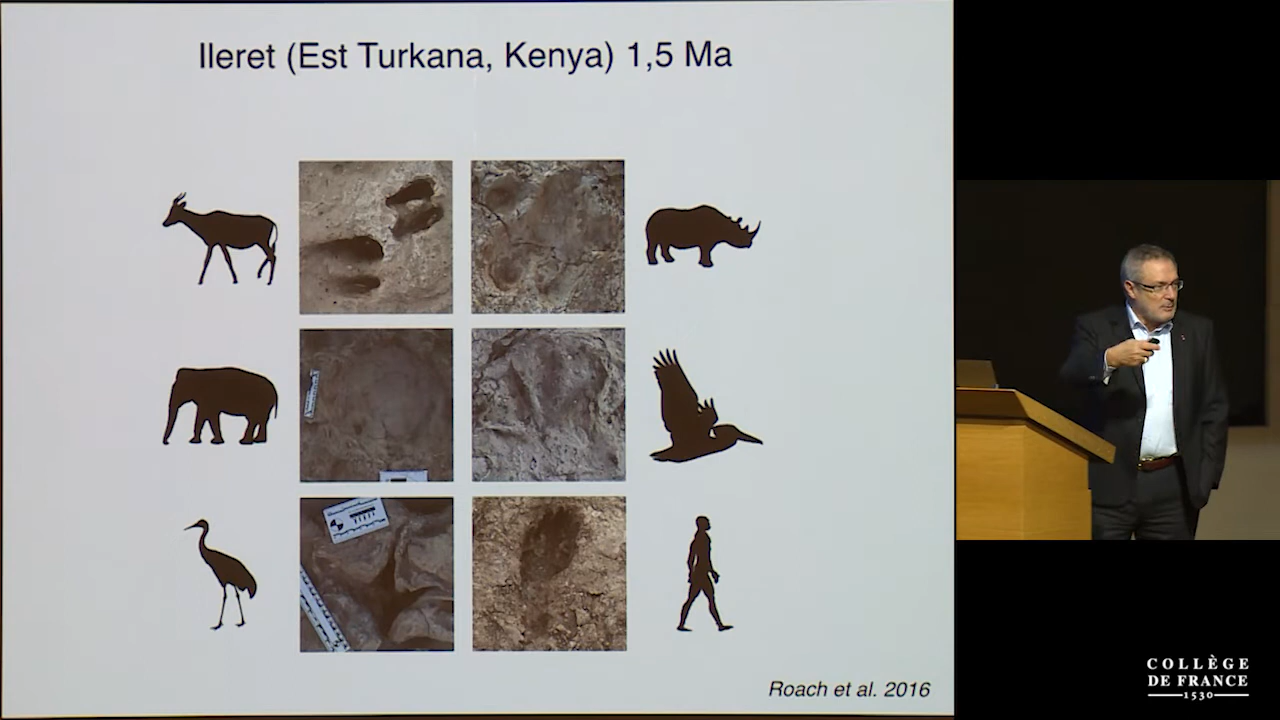 Ileret (Est Turkana, Kenya) 1,5 Ma
Roach et al. 2016
COLLÈGE
DE FRANCE
1530